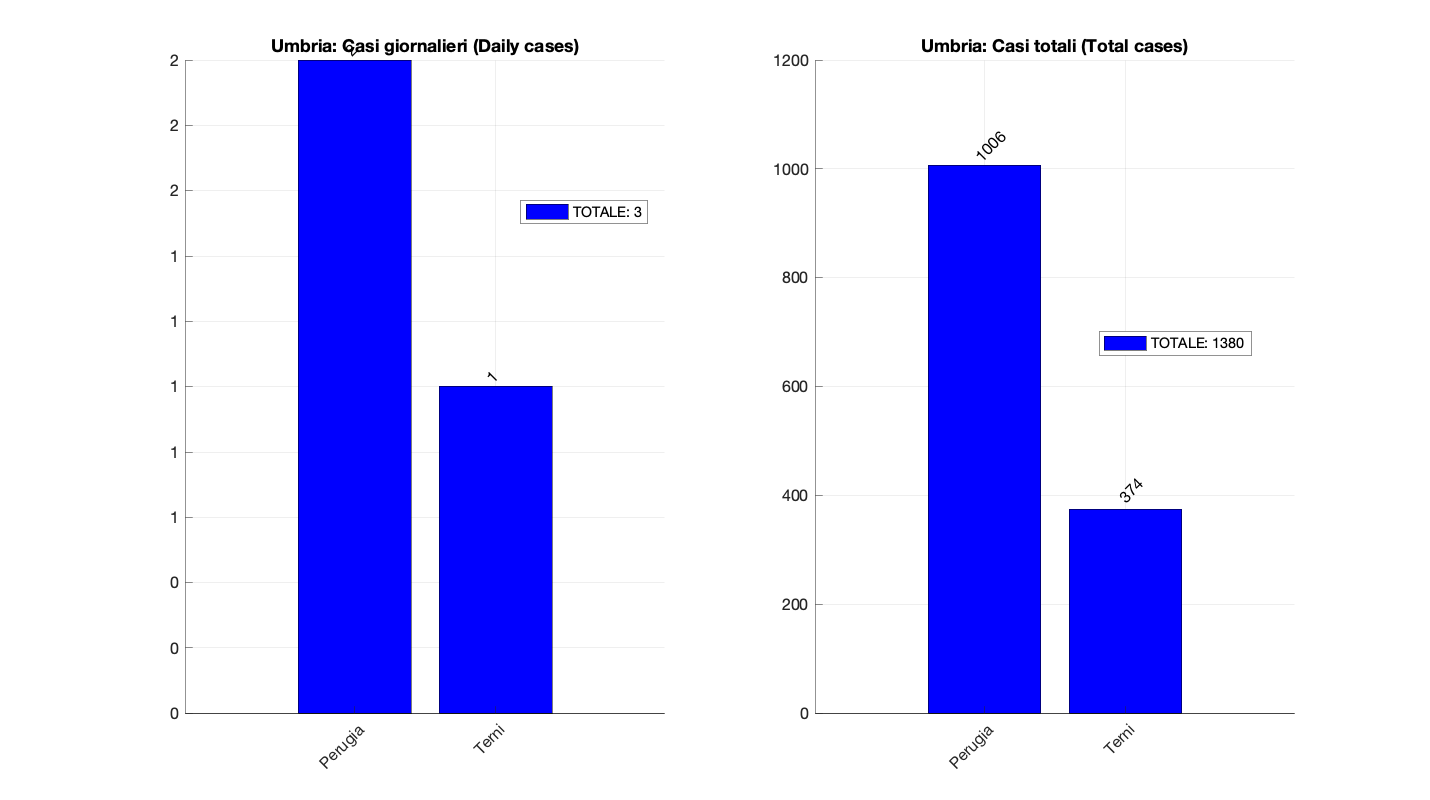 Umbria: Casi giornalieri (Daily cases)
2
2
2
2
1
1
1
1
1
0
0
0
1
TOTALE: 3
Perugia
Terni
Umbria: Casi totali (Total cases)
1200
1000
800
600
400
200
0
1006
374
TOTALE: 1380
Perugia
Terni